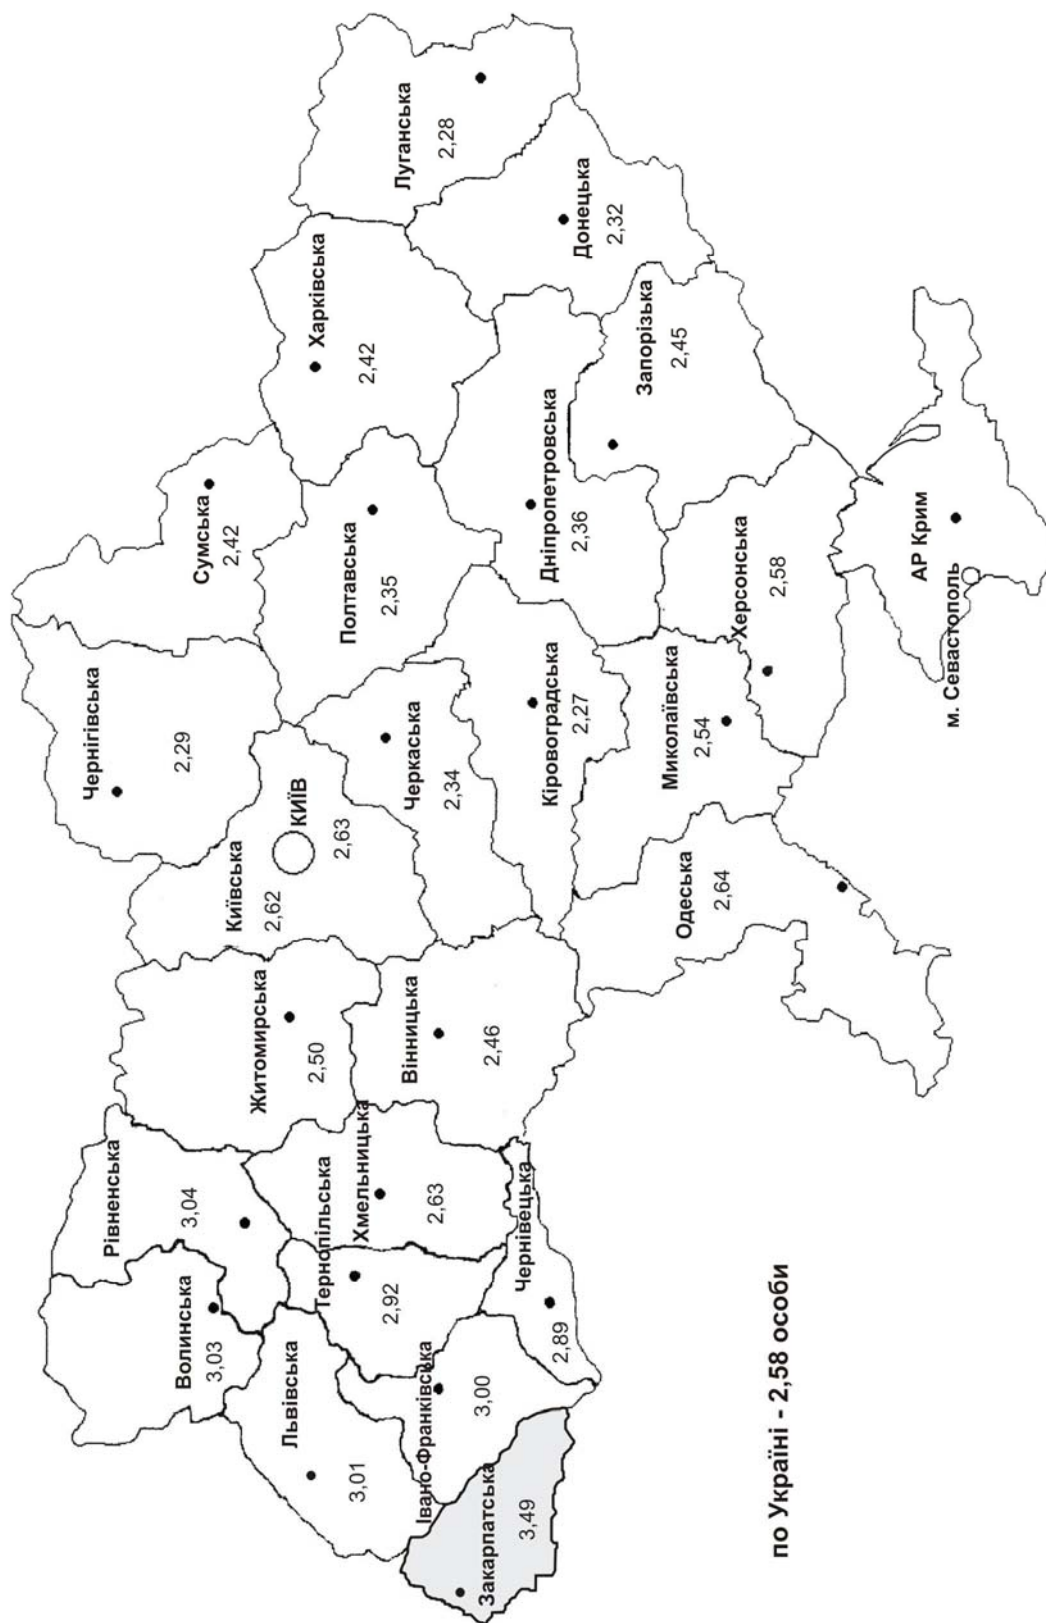 Волинська
3,03
Рівненська
3,04
Житомирська
2,50
Київська
2,62
КИЇВ
2,63
Чернігівська
2,29
Сумська
2,42
Львівська
3,01
Тернопільська
2,92
Хмельницька
2,63
Вінницька
2,46
Черкаська
2,34
Полтавська
2,35
Харківська
2,42
Луганська
2,28
Закарпатська
3,49
Івано-Франківська
3,00
Чернівецька
2,89
Кіровоградська
2,27
Дніпропетровська
2,36
Донецька
2,32
Одеська
2,64
Миколаївська
2,54
Херсонська
2,58
Запорізька
2,45
АР Крим
м. Севастополь
по Україні - 2,58 особи